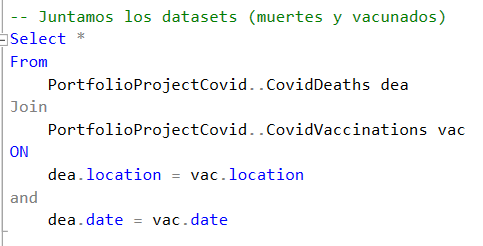 -- Juntamos los datasets (muertes y vacunados)
Select *
From
PortfolioProjectCovid..CovidDeaths dea
Join
PortfolioProjectCovid..CovidVaccinations vac
ON
dea.location = vac.location
and
dea.date = vac.date